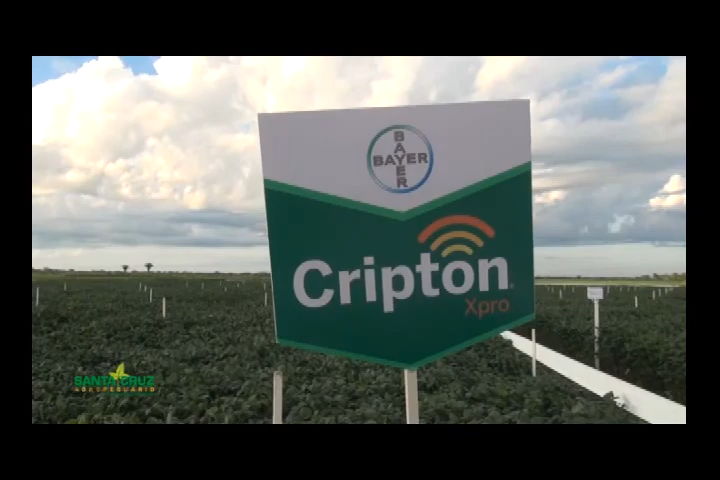 BAYER
BAYER
Cripton
Xpro
SANTA CRUZ
AGROPECUARIO